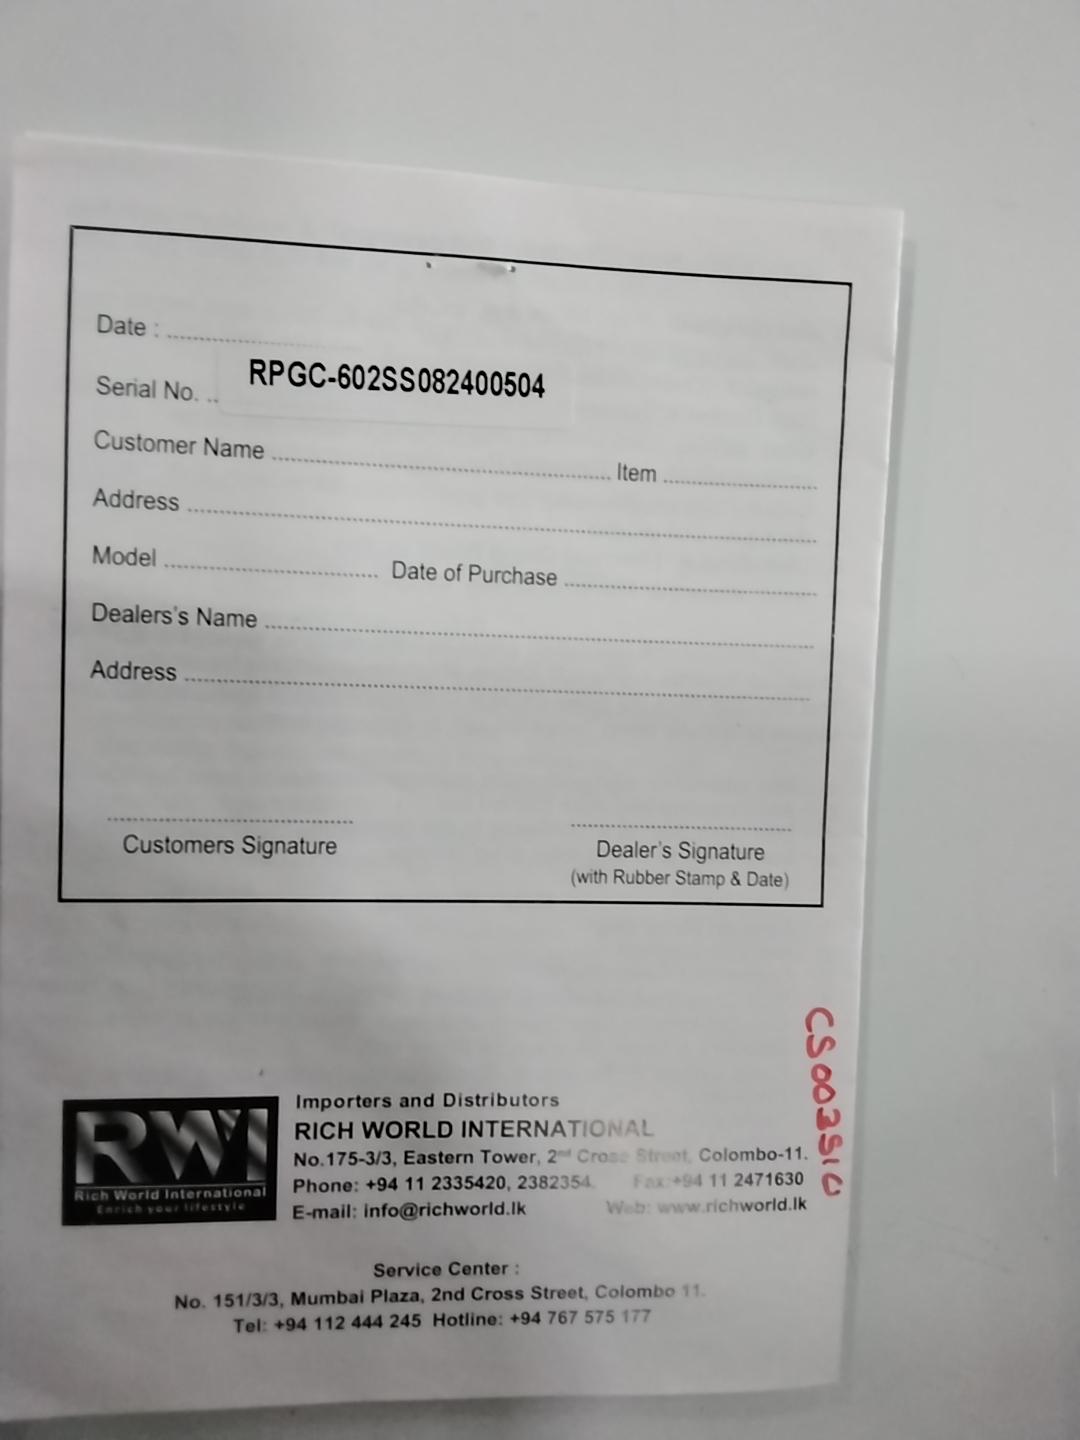 Date : ..........................
RPGC-602SS082400504
Serial No. ..
Customer Name .......................................................... Item ..........................
Address ..........................................................................................................
Model .................................... Date of Purchase ..........................................
Dealers's Name ..............................................................................................
Address ..........................................................................................................
Customers Signature
Dealer's Signature
(with Rubber Stamp & Date)
CS003S1C
RWI
Rich World International
Enrich your lifestyle
Importers and Distributors
RICH WORLD INTERNATIONAL
No.175-3/3, Eastern Tower, 2nd Cross Street, Colombo-11.
Phone: +94 11 2335420, 2382354. Fax:+94 11 2471630
E-mail: info@richworld.lk Web: www.richworld.lk
Service Center :
No. 151/3/3, Mumbai Plaza, 2nd Cross Street, Colombo 11.
Tel: +94 112 444 245 Hotline: +94 767 575 177